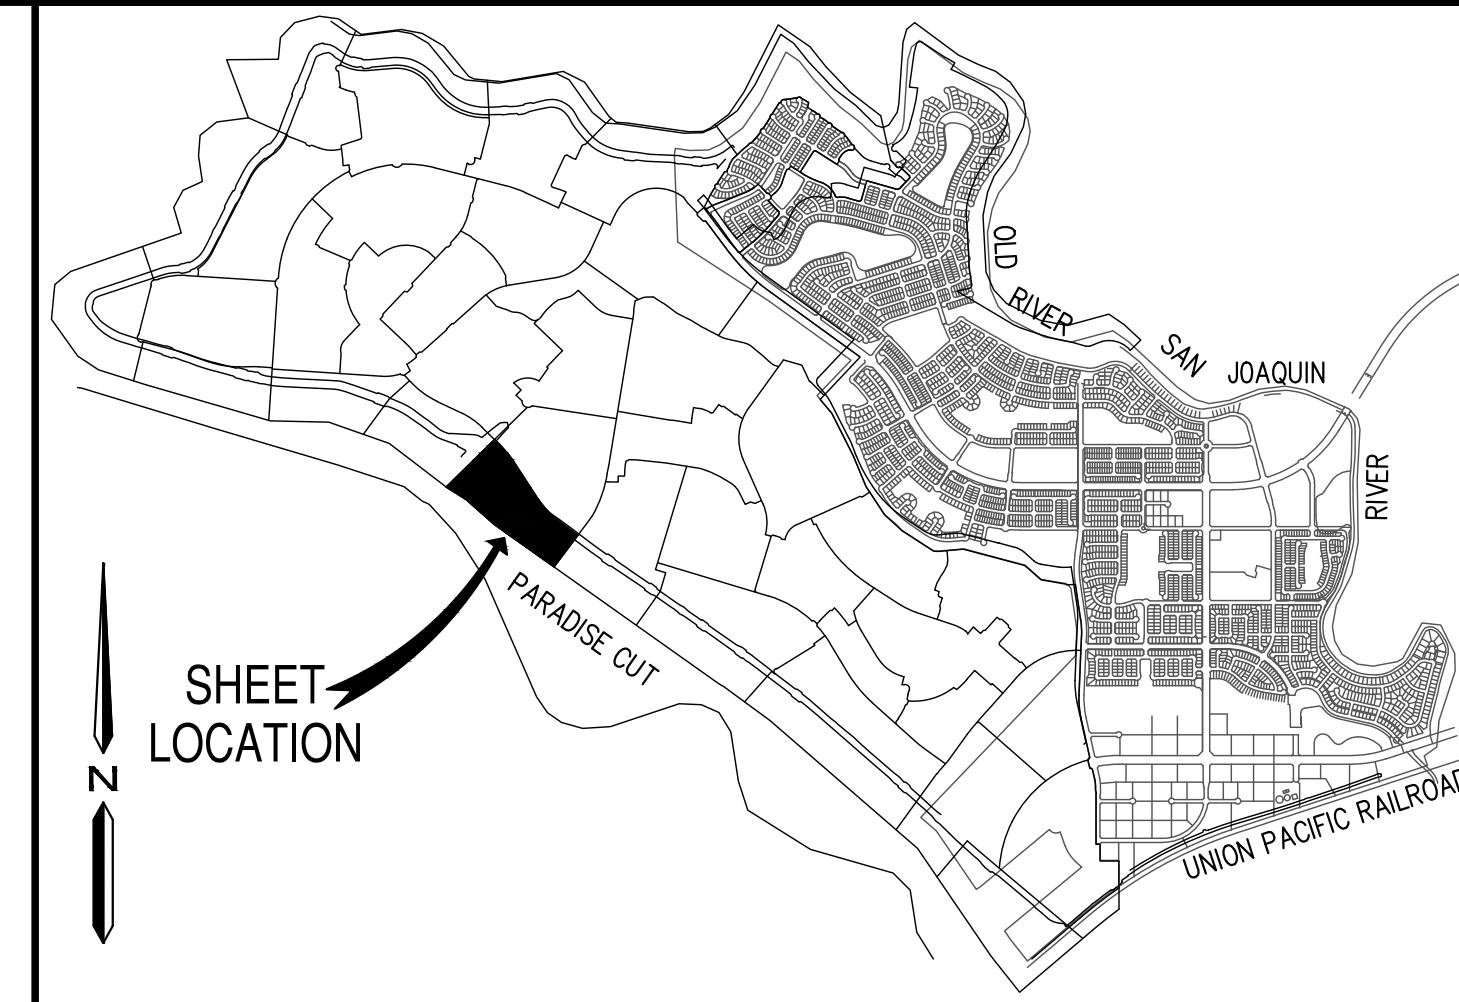 OLD
RIVER
SAN
JOAQUIN
RIVER
PARADISE CUT
SHEET
LOCATION
N
UNION PACIFIC RAILROAD